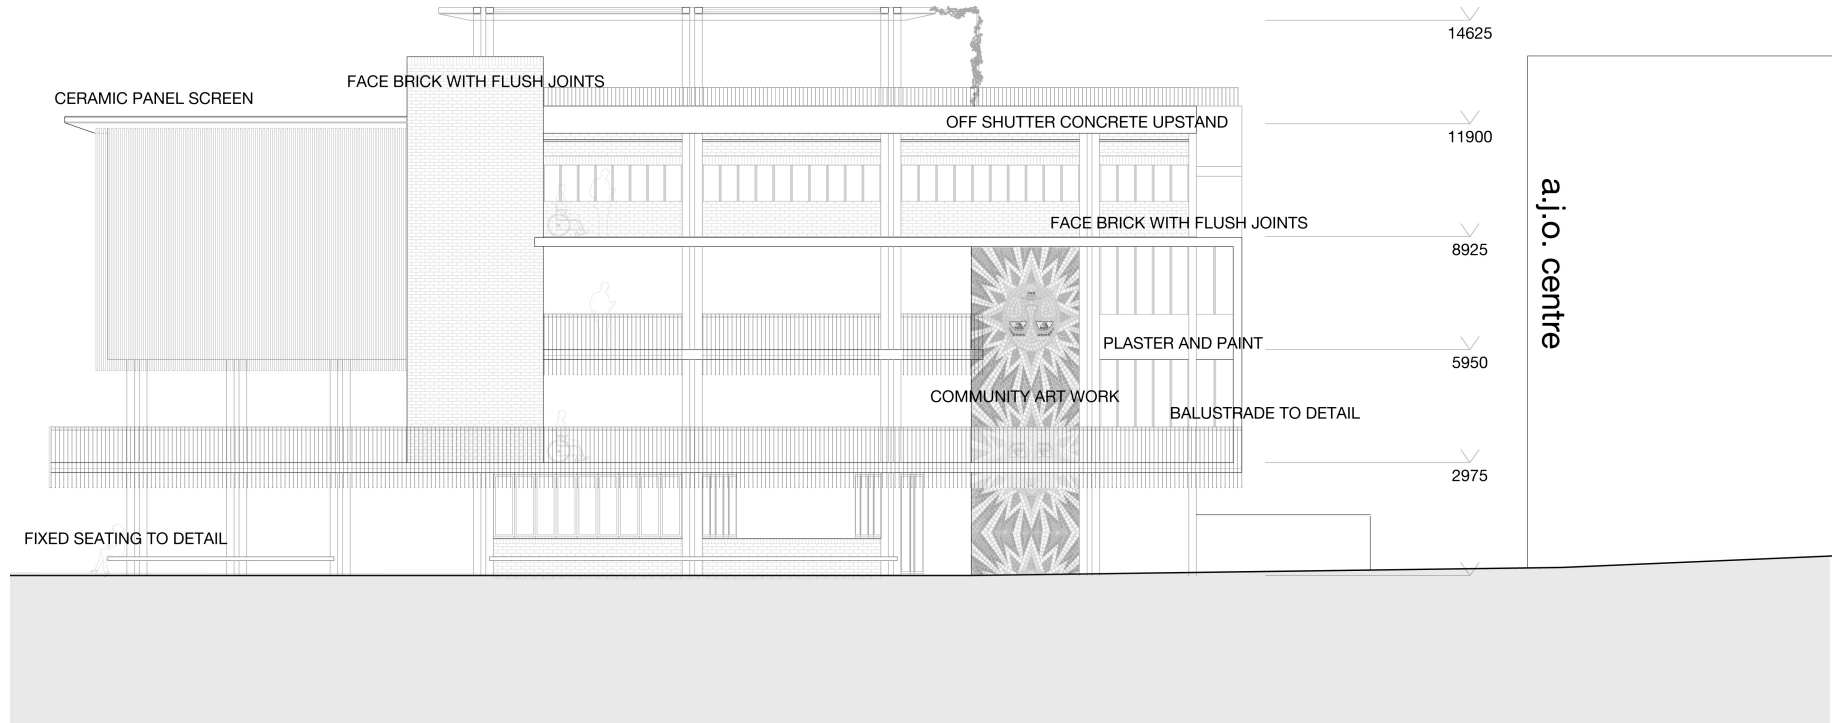 14625
FACE BRICK WITH FLUSH JOINTS
CERAMIC PANEL SCREEN
OFF SHUTTER CONCRETE UPSTAND
11900
FACE BRICK WITH FLUSH JOINTS
8925
a.j.o. centre
PLASTER AND PAINT
5950
COMMUNITY ART WORK
BALUSTRADE TO DETAIL
2975
FIXED SEATING TO DETAIL